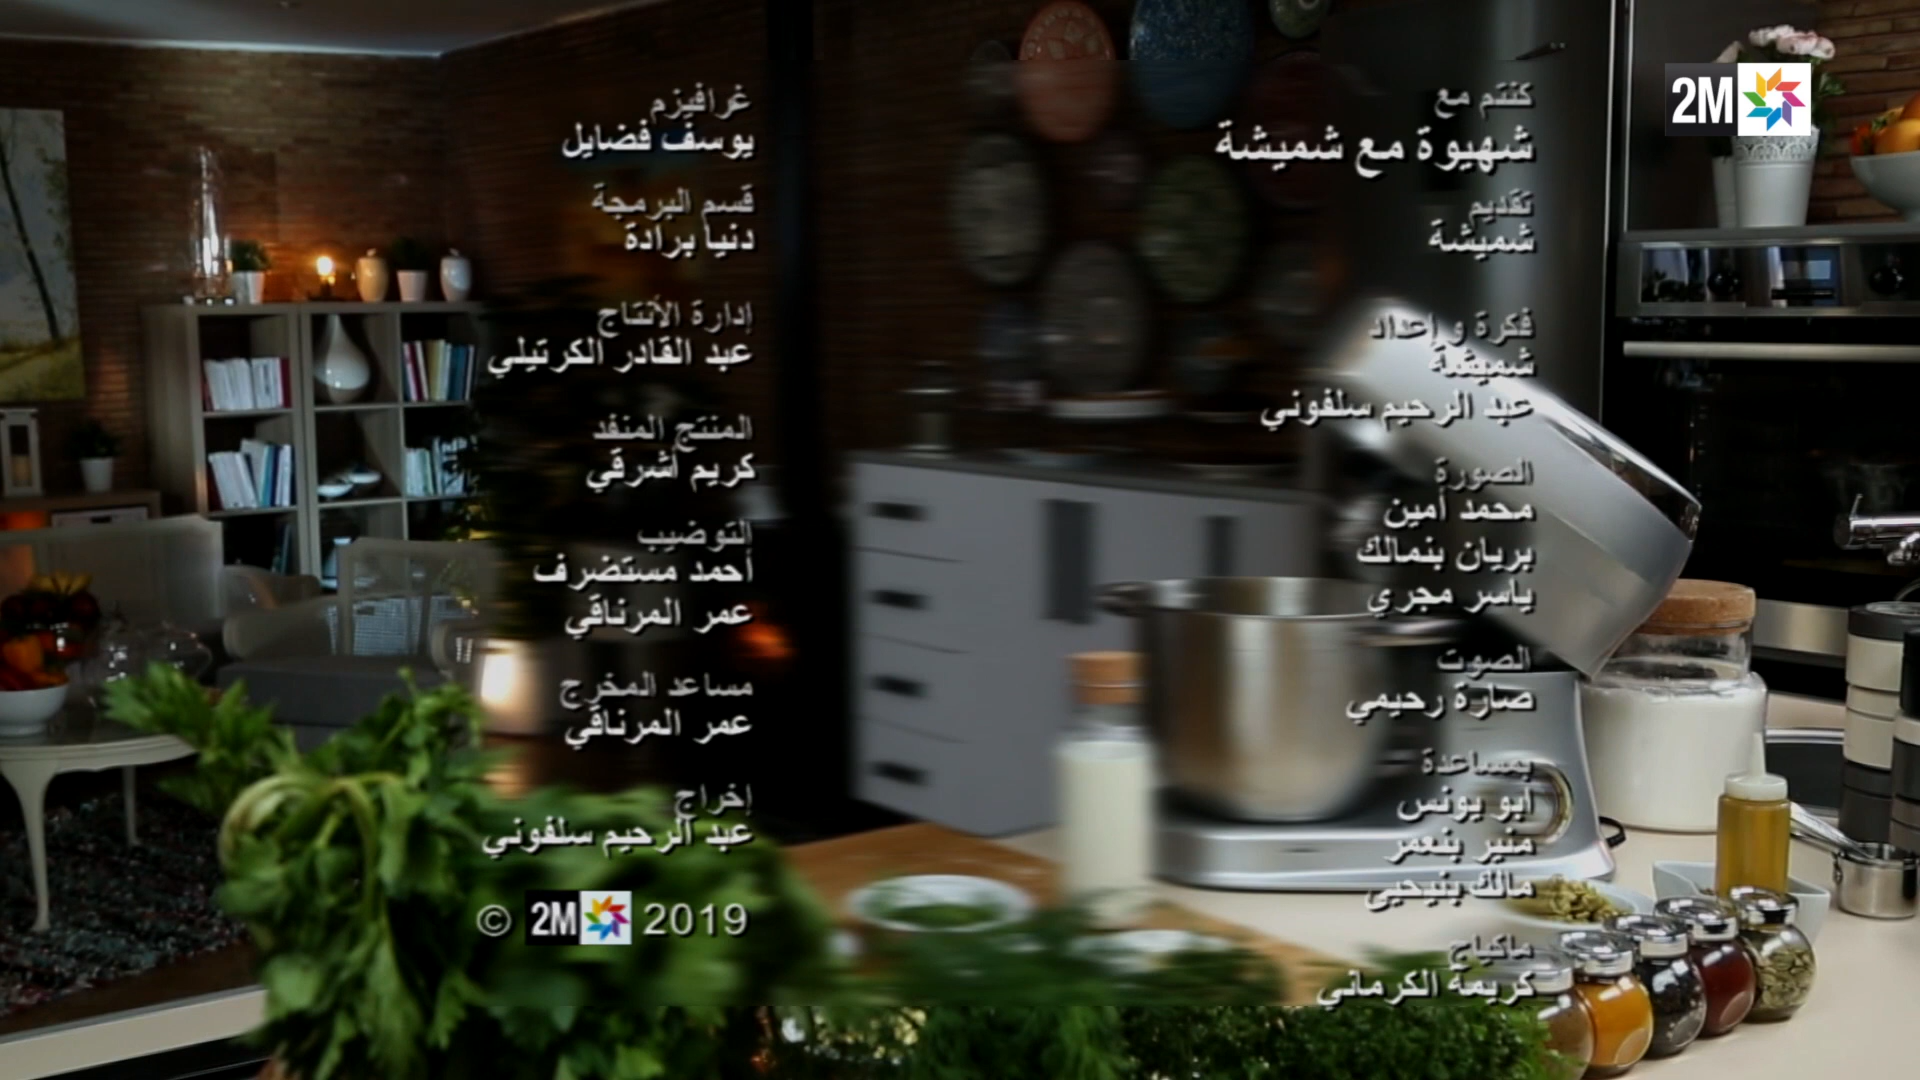 2M
كنتم مع
شهيوة مع شميشة
تقديم
شميشة
فكرة و إعداد
شميشة
عبد الرحيم سلفوني
الصورة
محمد أمين
بريان بنمالك
ياسر مجري
الصوت
صارة رحيمي
بمساعدة
ابو يونس
منير بنعمر
مالك بنيحيى
ماكياج
كريمة الكرماني
غرافيزم
يوسف فضايل
قسم البرمجة
دنيا برادة
إدارة الأنتاج
عبد القادر الكرتيلي
المنتج المنفد
كريم أشرقي
التوضيب
أحمد مستضرف
عمر المرناقي
مساعد المخرج
عمر المرناقي
إخراج
عبد الرحيم سلفوني
© 2M 2019